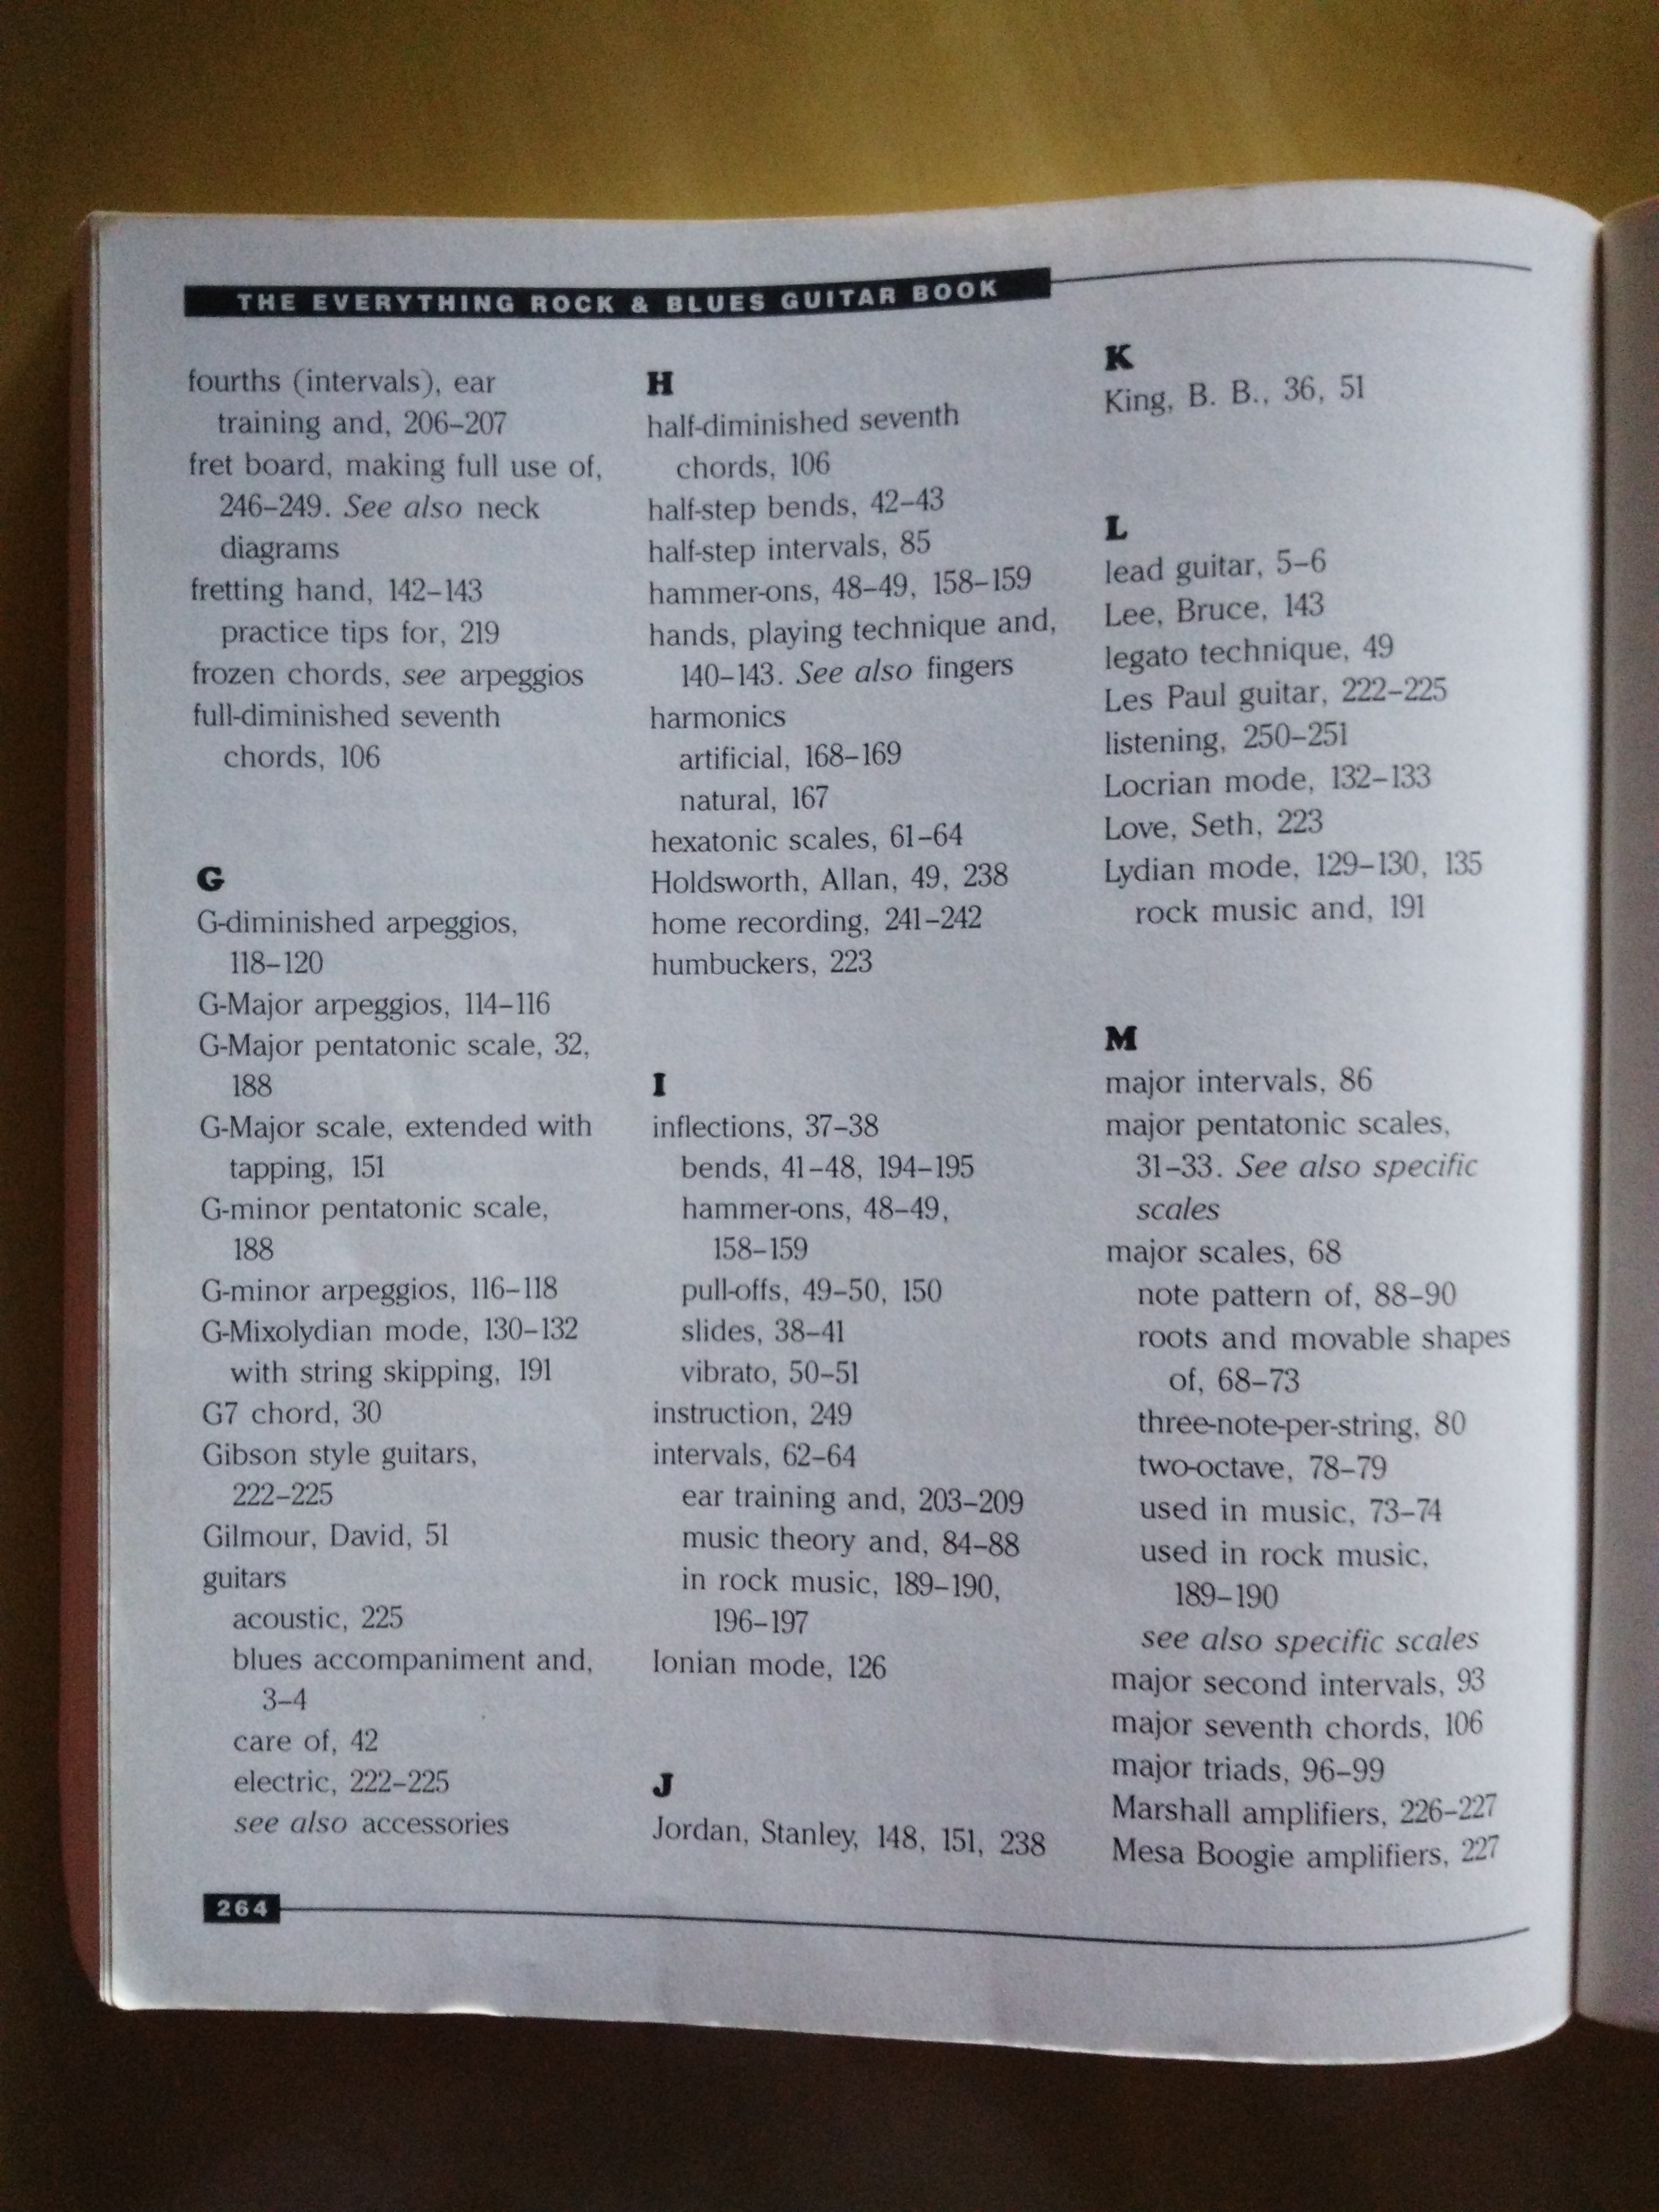 THE EVERYTHING ROCK & BLUES GUITAR BOOK
fourths (intervals), ear
training and, 206–207
fret board, making full use of,
246–249. See also neck
diagrams
fretting hand, 142–143
practice tips for, 219
frozen chords, see arpeggios
full-diminished seventh
chords, 106
G
G-diminished arpeggios,
118–120
G-Major arpeggios, 114–116
G-Major pentatonic scale, 32,
188
G-Major scale, extended with
tapping, 151
G-minor pentatonic scale,
188
G-minor arpeggios, 116–118
G-Mixolydian mode, 130–132
with string skipping, 191
G7 chord, 30
Gibson style guitars,
222–225
Gilmour, David, 51
guitars
acoustic, 225
blues accompaniment and,
3–4
care of, 42
electric, 222–225
see also accessories
H
half-diminished seventh
chords, 106
half-step bends, 42–43
half-step intervals, 85
hammer-ons, 48–49, 158–159
hands, playing technique and,
140–143. See also fingers
harmonics
artificial, 168–169
natural, 167
hexatonic scales, 61–64
Holdsworth, Allan, 49, 238
home recording, 241–242
humbuckers, 223
I
inflections, 37–38
bends, 41–48, 194–195
hammer-ons, 48–49,
158–159
pull-offs, 49–50, 150
slides, 38–41
vibrato, 50–51
instruction, 249
intervals, 62–64
ear training and, 203–209
music theory and, 84–88
in rock music, 189–190,
196–197
Ionian mode, 126
J
Jordan, Stanley, 148, 151, 238
K
King, B. B., 36, 51
L
lead guitar, 5–6
Lee, Bruce, 143
legato technique, 49
Les Paul guitar, 222–225
listening, 250–251
Locrian mode, 132–133
Love, Seth, 223
Lydian mode, 129–130, 135
rock music and, 191
M
major intervals, 86
major pentatonic scales,
31–33. See also specific
scales
major scales, 68
note pattern of, 88–90
roots and movable shapes
of, 68–73
three-note-per-string, 80
two-octave, 78–79
used in music, 73–74
used in rock music,
189–190
see also specific scales
major second intervals, 93
major seventh chords, 106
major triads, 96–99
Marshall amplifiers, 226–227
Mesa Boogie amplifiers, 227
264